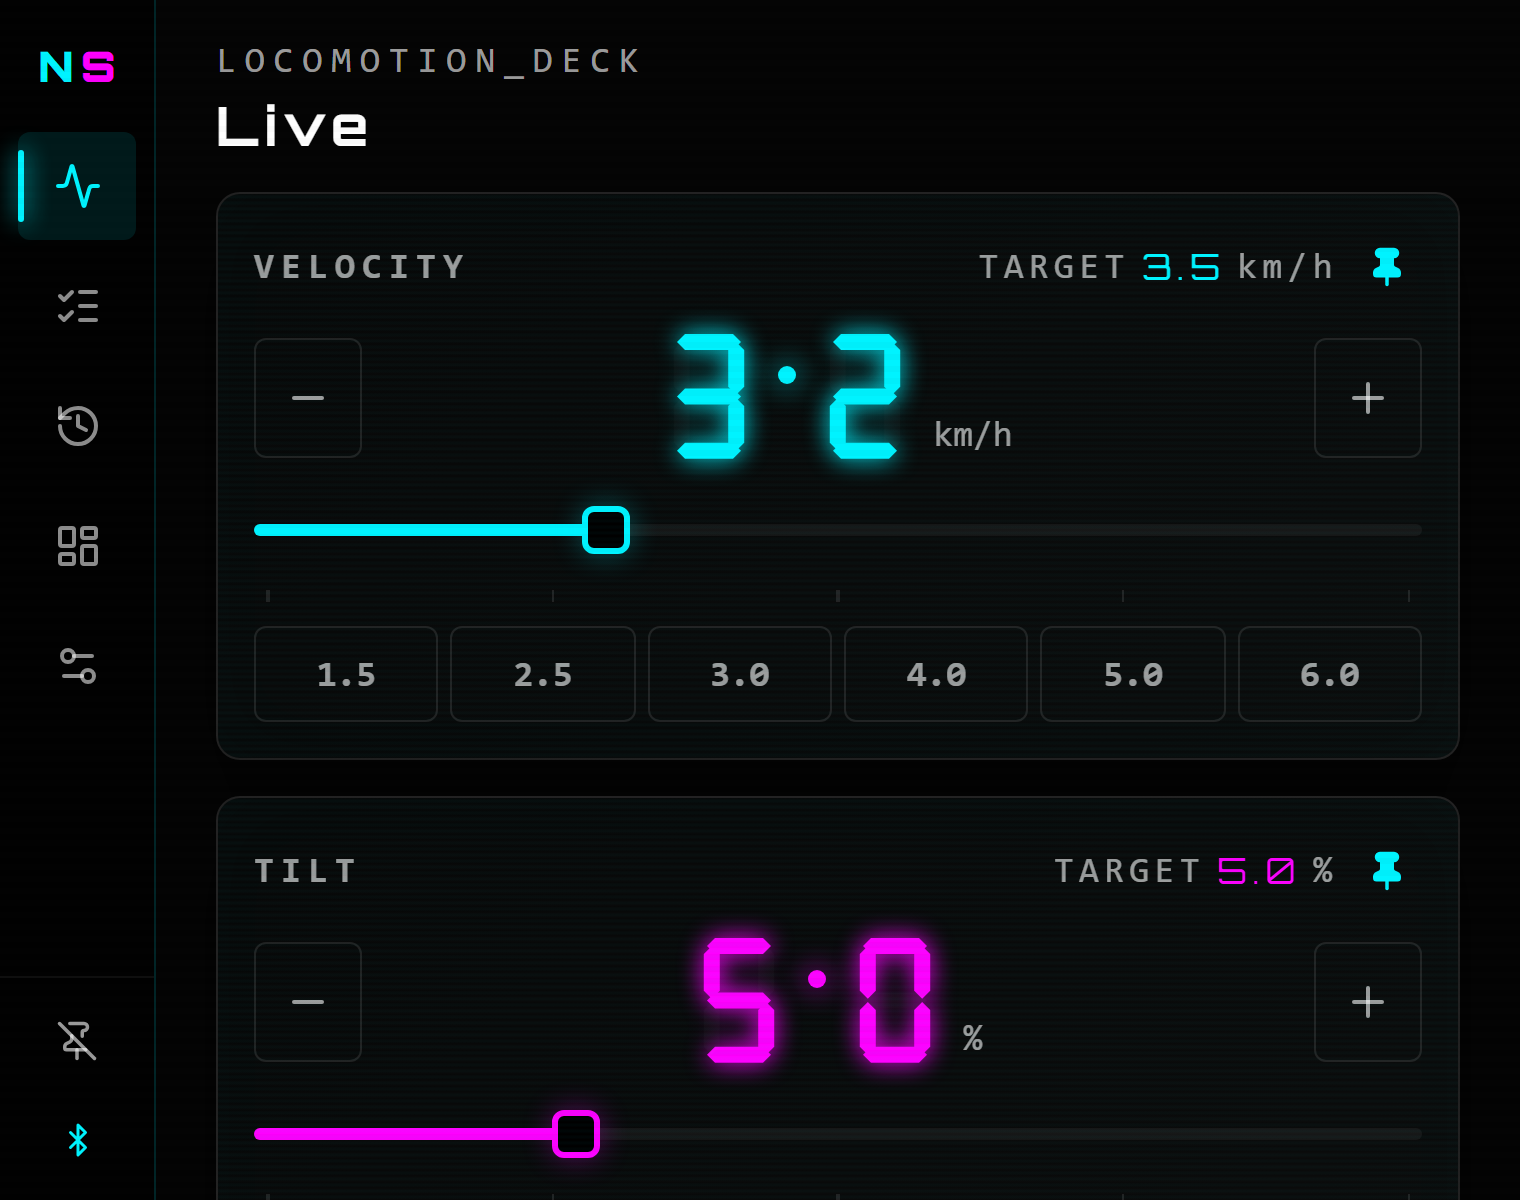 NS
LOCOMOTION_DECK
Live
VELOCITY TARGET 3.5 km/h
3.2 km/h
1.5 2.5 3.0 4.0 5.0 6.0
TILT TARGET 5.0 %
5.0 %